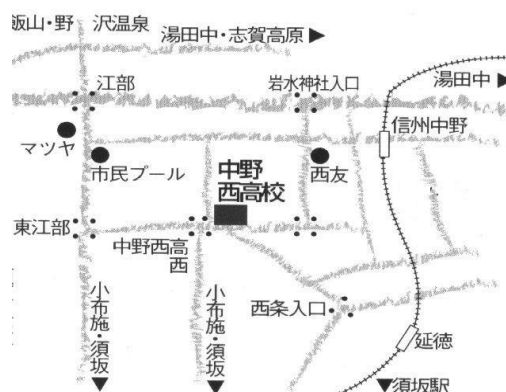 飯山・野沢温泉
湯田中・志賀高原 ▶
江部
岩水神社入口
湯田中 ▶
マツヤ
市民プール
中野
西高校
西友
信州中野
東江部
中野西高
西
西条入口
小布施・須坂
小布施・須坂
延徳
須坂駅